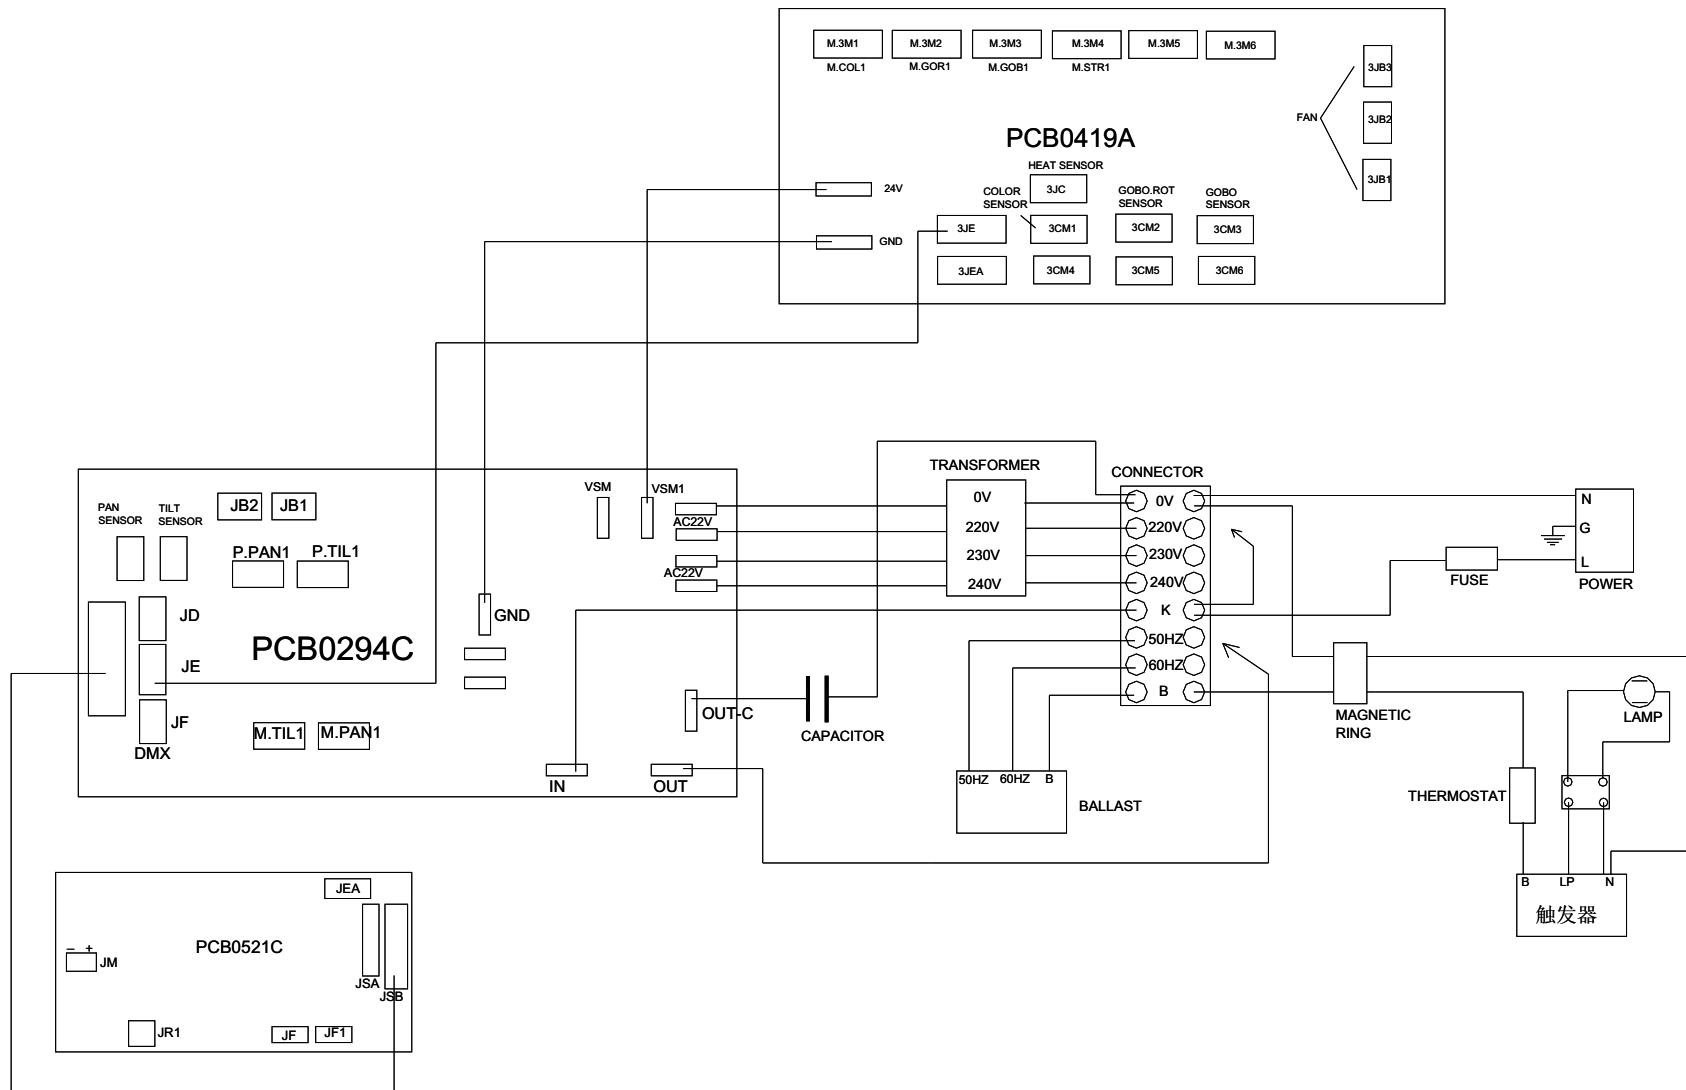 M.3M1
M.3M2
M.3M3
M.3M4
M.3M5
M.3M6
M.COL1
M.GOR1
M.GOB1
M.STR1
3JB3
FAN
3JB2
3JB1
PCB0419A
HEAT SENSOR
3JC
24V
COLOR
SENSOR
GOBO.ROT
SENSOR
GOBO
SENSOR
3JE
3CM1
3CM2
3CM3
GND
3JEA
3CM4
3CM5
3CM6
PAN
SENSOR
TILT
SENSOR
JB2
JB1
VSM
VSM1
AC22V
AC22V
P.PAN1
P.TIL1
JD
GND
PCB0294C
JE
JF
DMX
M.TIL1
M.PAN1
OUT-C
IN
OUT
CAPACITOR
TRANSFORMER
0V
220V
230V
240V
CONNECTOR
0V
220V
230V
240V
K
50HZ
60HZ
B
N
G
L
POWER
FUSE
MAGNETIC
RING
LAMP
50HZ
60HZ
B
BALLAST
THERMOSTAT
B
LP
N
触发器
JEA
PCB0521C
– +
JM
JSA
JSB
JR1
JF
JF1